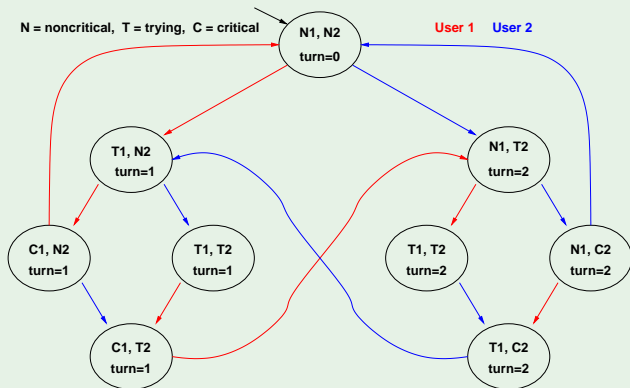 N = noncritical, T = trying, C = critical
User 1 User 2
N1, N2
turn=0
T1, N2
turn=1
N1, T2
turn=2
C1, N2
turn=1
T1, T2
turn=1
T1, T2
turn=2
N1, C2
turn=2
C1, T2
turn=1
T1, C2
turn=2